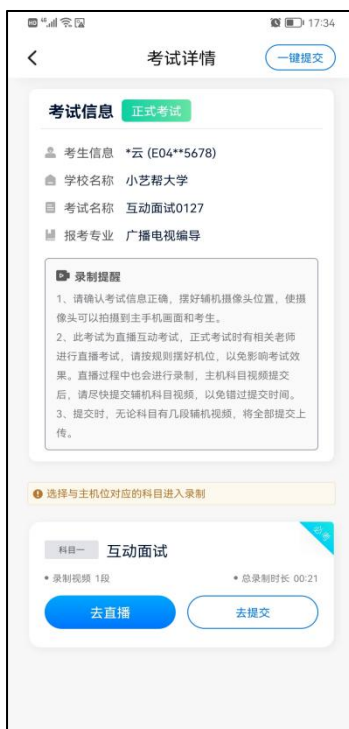 HD 4G 17:34
考试详情 一键提交
考试信息 正式考试
考生信息 *云 (E04**5678)
学校名称 小艺帮大学
考试名称 互动面试0127
报考专业 广播电视编导
录制提醒
1、请确认考试信息正确，摆好辅机摄像头位置，使摄
像头可以拍摄到主手机画面和考生。
2、此考试为直播互动考试，正式考试时有相关老师
进行直播考试，请按规则摆好机位，以免影响考试效
果。直播过程中也会进行录制，主机科目视频提交
后，请尽快提交辅机科目视频，以免错过提交时间。
3、提交时，无论科目有几段辅机视频，将全部提交上
传。
选择与主机位对应的科目进入录制
必考
科目一 互动面试
• 录制视频 1段 • 总录制时长 00:21
去直播 去提交